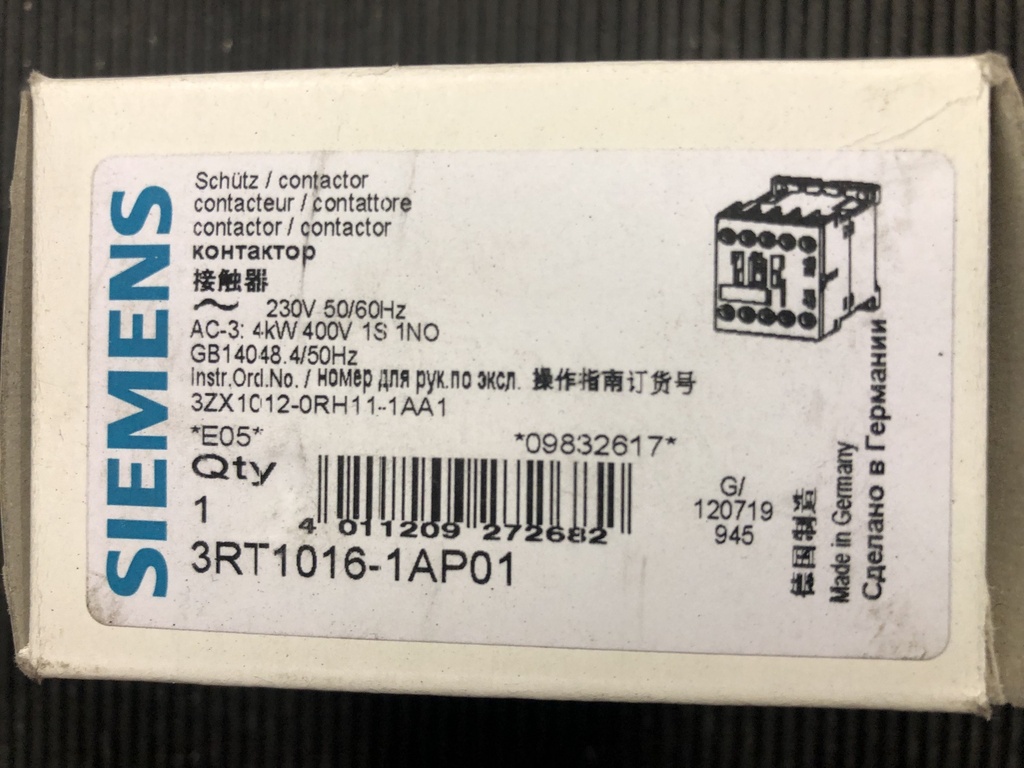 SIEMENS
Schütz / contactor
contacteur / contattore
contactor / contactor
контактор
接触器
~ 230V 50/60Hz
AC-3: 4kW 400V 1S 1NO
GB14048.4/50Hz
Instr.Ord.No. / номер для рук.по эксл. 操作指南订货号
3ZX1012-0RH11-1AA1
*E05* *09832617*
Qty
1
4 011209 272682
3RT1016-1AP01
G/
120719
945
德国制造
Made in Germany
Сделано в Германии